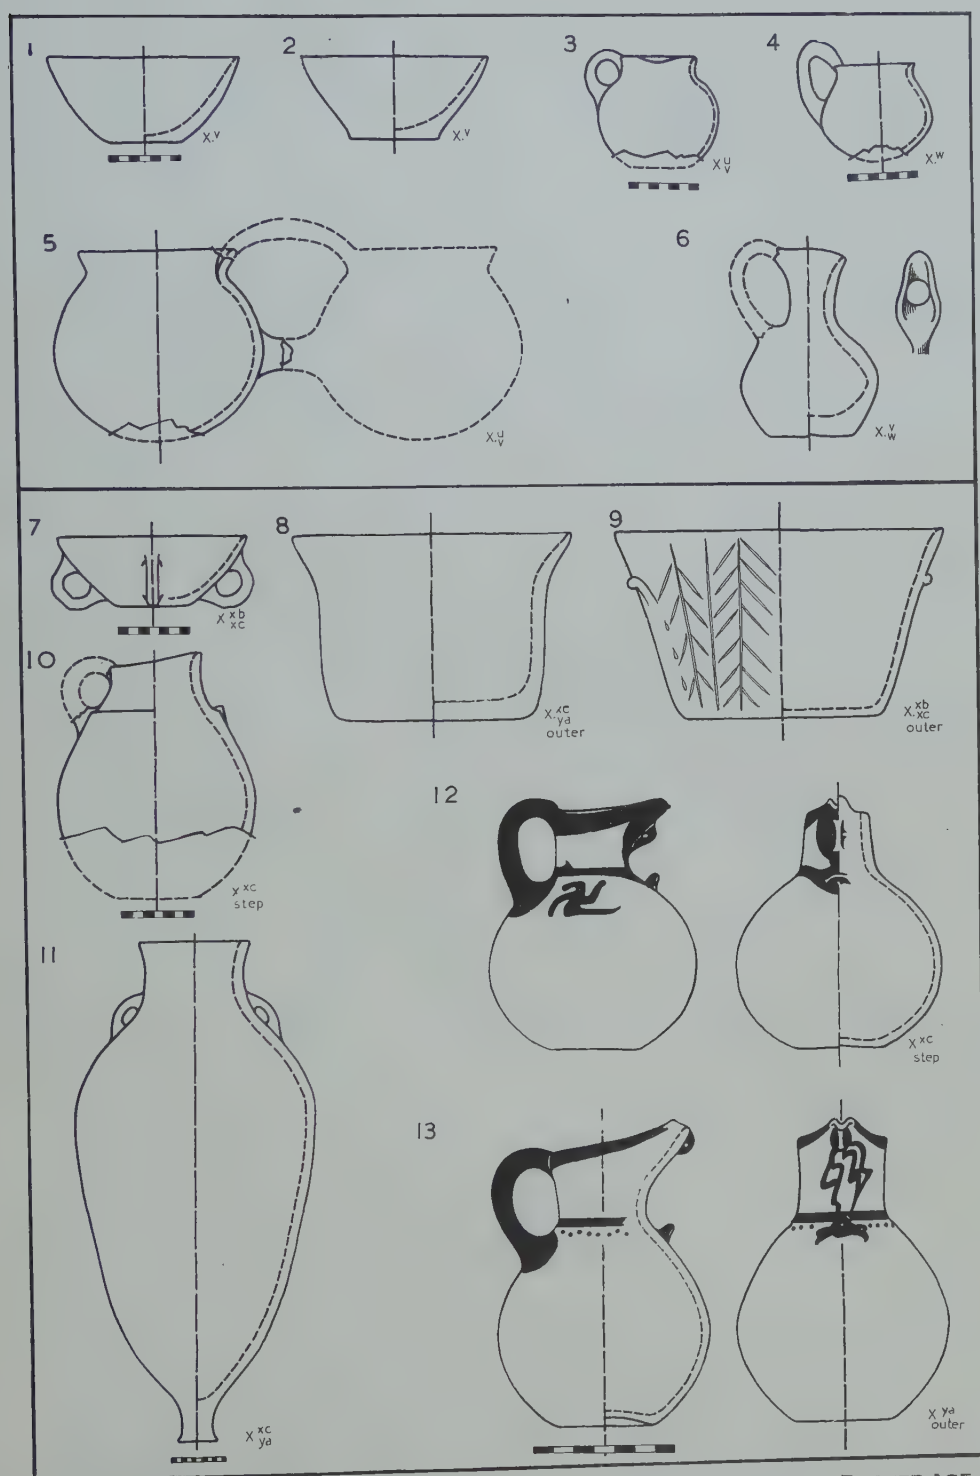 1
2
3
4
X.v
X.v
X u
v
X.w
5
6
X.u
v
X.v
w
7
8
9
X xb
xc
10
X.xc
ya
outer
X.xb
xc
outer
12
X xc
step
11
X xc
step
13
X xc
ya
X ya
outer